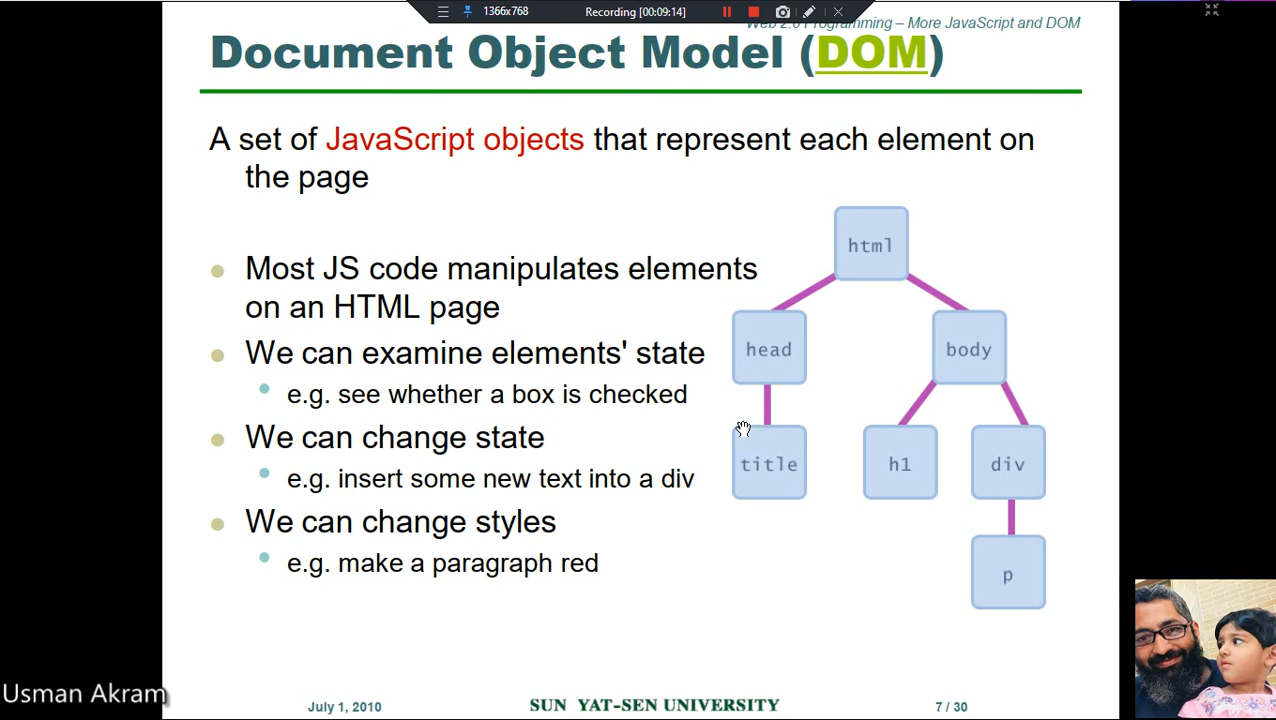 1366x768
Recording [00:09:14]
Web 2.0 Programming – More JavaScript and DOM
Document Object Model (DOM)
A set of JavaScript objects that represent each element on
the page
Most JS code manipulates elements
on an HTML page
We can examine elements' state
e.g. see whether a box is checked
We can change state
e.g. insert some new text into a div
We can change styles
e.g. make a paragraph red
html
head
body
title
h1
div
p
Usman Akram
July 1, 2010
SUN YAT-SEN UNIVERSITY
7 / 30